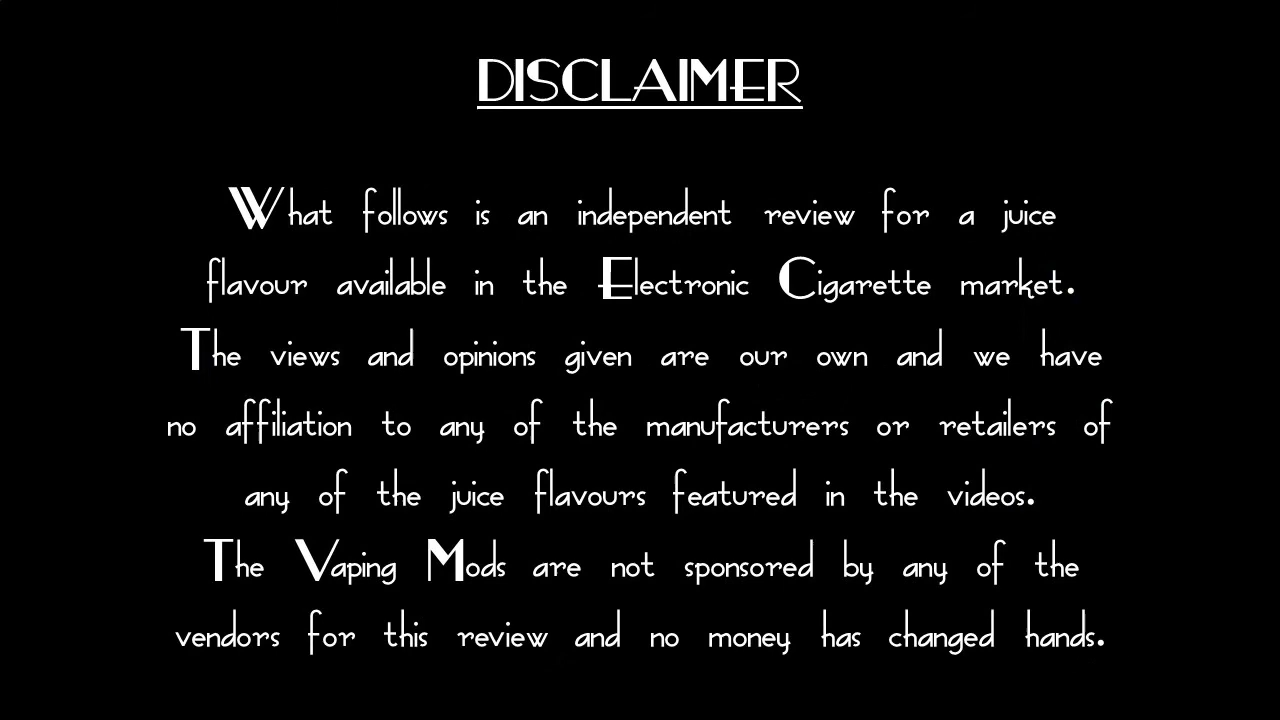 DISCLAIMER
What follows is an independent review for a juice
flavour available in the Electronic Cigarette market.
The views and opinions given are our own and we have
no affiliation to any of the manufacturers or retailers of
any of the juice flavours featured in the videos.
The Vaping Mods are not sponsored by any of the
vendors for this review and no money has changed hands.